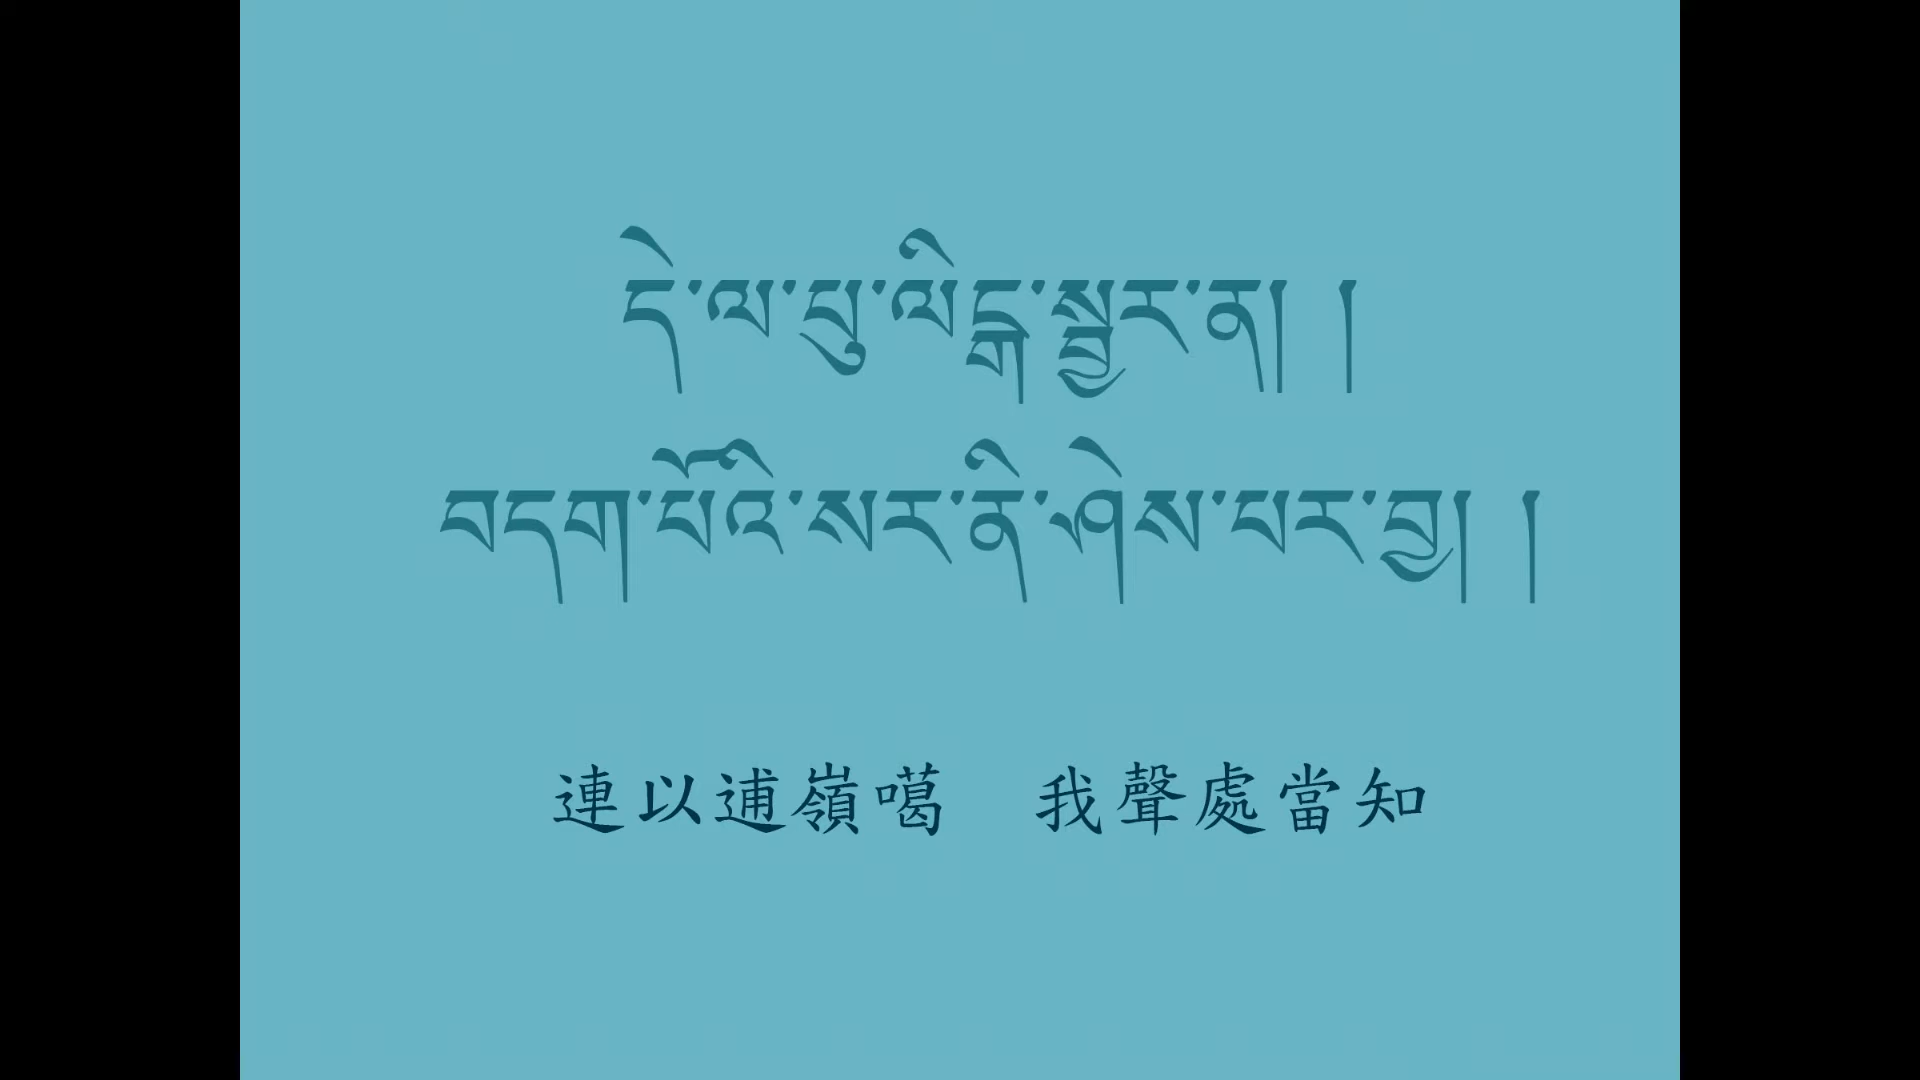 དེ་ལ་པུ་ལིངྒ་སྦྱར་ན། །
བདག་པོའི་སར་ནི་ཤེས་པར་བྱ། །
連以逋嶺噶　我聲處當知